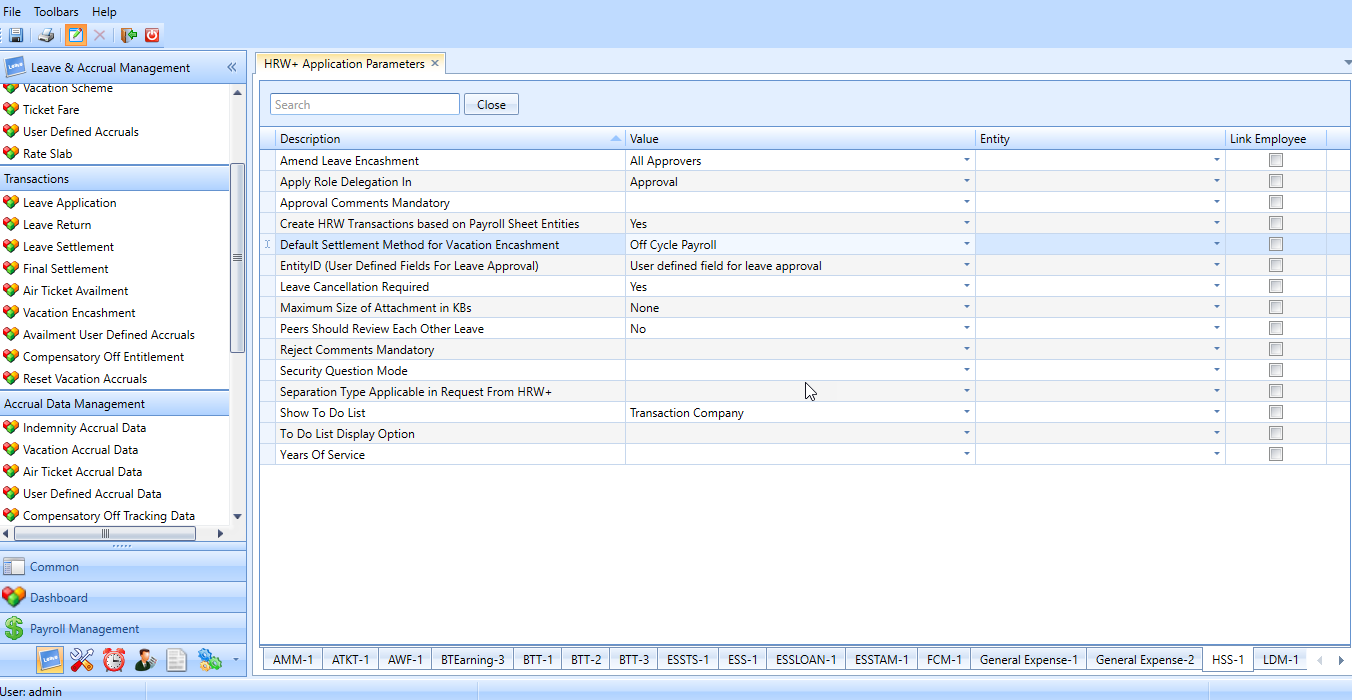 File Toolbars Help
Leave & Accrual Management «
Vacation Scheme
Ticket Fare
User Defined Accruals
Rate Slab
Transactions
Leave Application
Leave Return
Leave Settlement
Final Settlement
Air Ticket Availment
Vacation Encashment
Availment User Defined Accruals
Compensatory Off Entitlement
Reset Vacation Accruals
Accrual Data Management
Indemnity Accrual Data
Vacation Accrual Data
Air Ticket Accrual Data
User Defined Accrual Data
Compensatory Off Tracking Data
Common
Dashboard
Payroll Management
HRW+ Application Parameters
Search Close
Description Value Entity Link Employee
Amend Leave Encashment All Approvers
Apply Role Delegation In Approval
Approval Comments Mandatory
Create HRW Transactions based on Payroll Sheet Entities Yes
Default Settlement Method for Vacation Encashment Off Cycle Payroll
EntityID (User Defined Fields For Leave Approval) User defined field for leave approval
Leave Cancellation Required Yes
Maximum Size of Attachment in KBs None
Peers Should Review Each Other Leave No
Reject Comments Mandatory
Security Question Mode
Separation Type Applicable in Request From HRW+
Show To Do List Transaction Company
To Do List Display Option
Years Of Service
AMM-1 ATKT-1 AWF-1 BTEarning-3 BTT-1 BTT-2 BTT-3 ESSTS-1 ESS-1 ESSLOAN-1 ESSTAM-1 FCM-1 General Expense-1 General Expense-2 HSS-1 LDM-1
User: admin